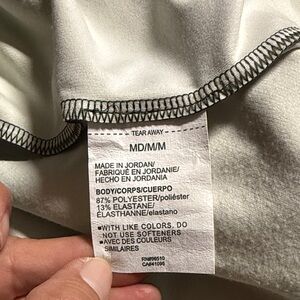 TEAR AWAY
MD/M/M
MADE IN JORDAN/
FABRIQUÉ EN JORDANIE/
HECHO EN JORDANIA
BODY/CORPS/CUERPO
87% POLYESTER/poliéster
13% ELASTANE/
ÉLASTHANNE/elastano
■WITH LIKE COLORS, DO
NOT USE SOFTENERS
■AVEC DES COULEURS
SIMILAIRES